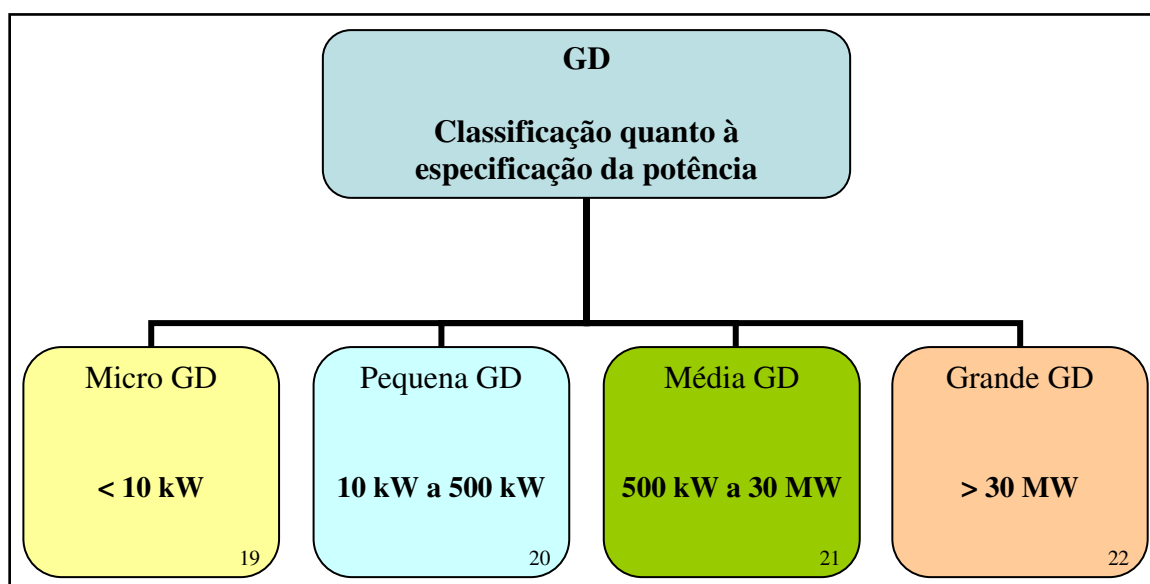 GD
Classificação quanto à
especificação da potência
Micro GD
< 10 kW
19
Pequena GD
10 kW a 500 kW
20
Média GD
500 kW a 30 MW
21
Grande GD
> 30 MW
22